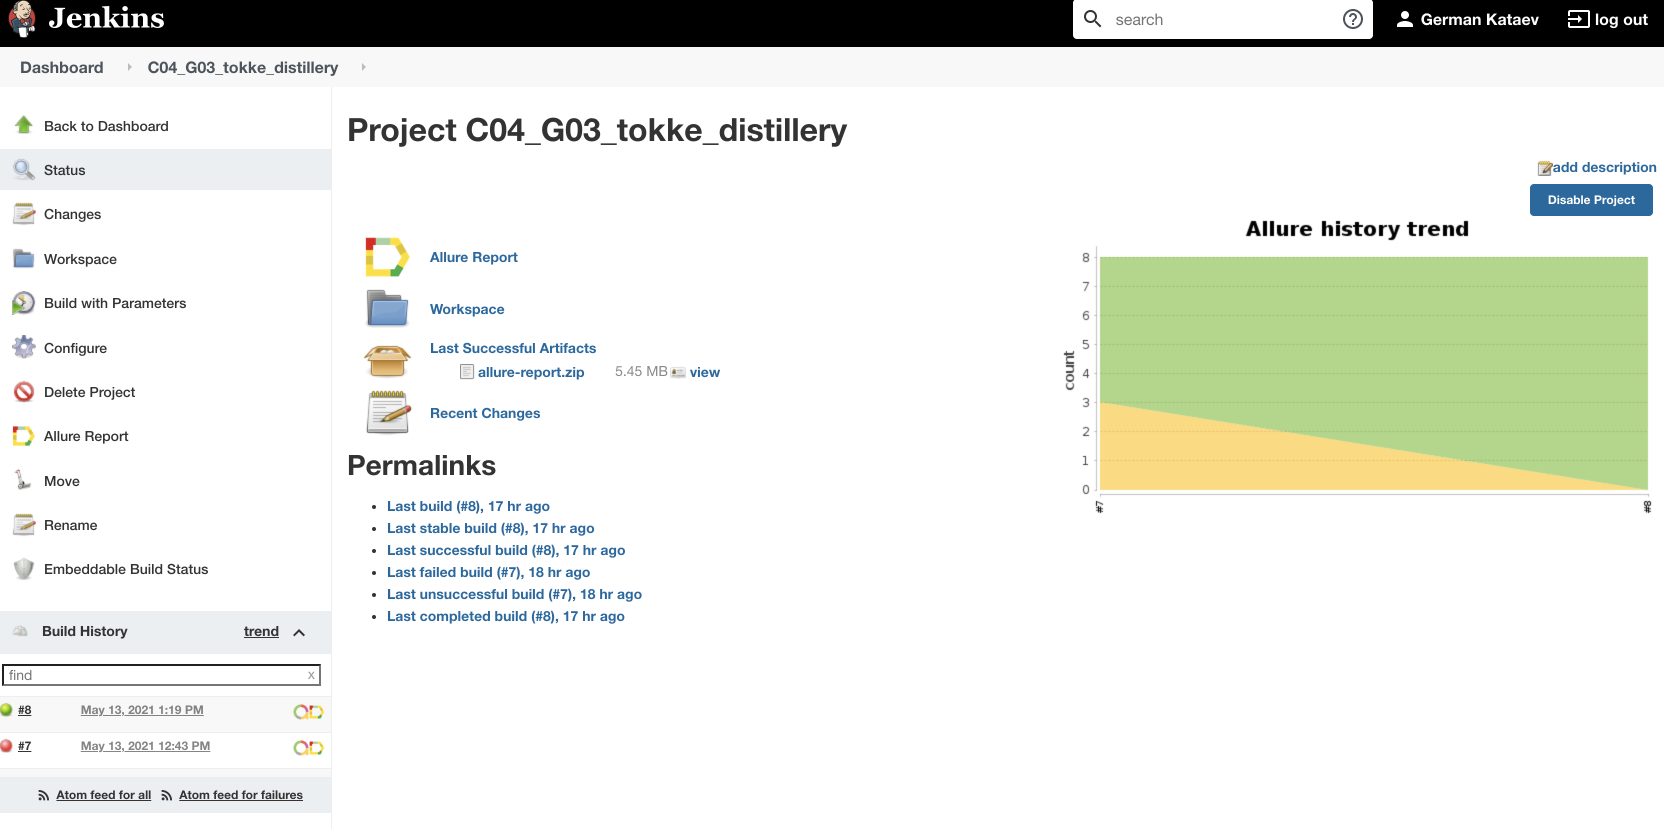 Jenkins
search
German Kataev
log out
Dashboard
C04_G03_tokke_distillery
Back to Dashboard
Status
Changes
Workspace
Build with Parameters
Configure
Delete Project
Allure Report
Move
Rename
Embeddable Build Status
Build History
trend
find
x
#8
May 13, 2021 1:19 PM
#7
May 13, 2021 12:43 PM
Atom feed for all
Atom feed for failures
Project C04_G03_tokke_distillery
add description
Disable Project
Allure Report
Workspace
Last Successful Artifacts
allure-report.zip 5.45 MB view
Recent Changes
Permalinks
Last build (#8), 17 hr ago
Last stable build (#8), 17 hr ago
Last successful build (#8), 17 hr ago
Last failed build (#7), 18 hr ago
Last unsuccessful build (#7), 18 hr ago
Last completed build (#8), 17 hr ago
Allure history trend
count
8
7
6
5
4
3
2
1
0
#7
#8